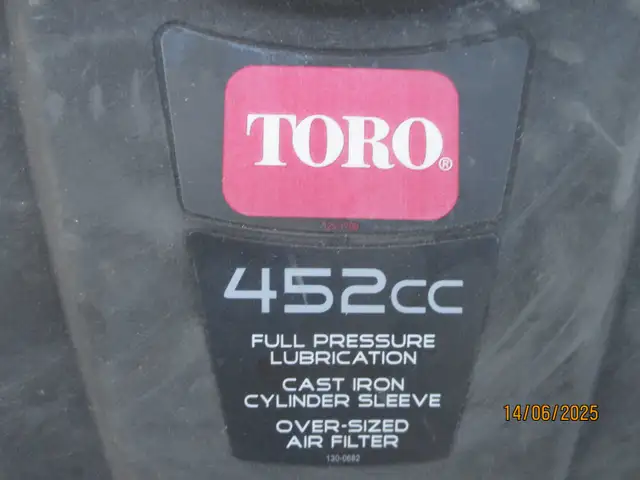 TORO®
452cc
FULL PRESSURE
LUBRICATION
CAST IRON
CYLINDER SLEEVE
OVER-SIZED
AIR FILTER
130-0682
14/06/2025